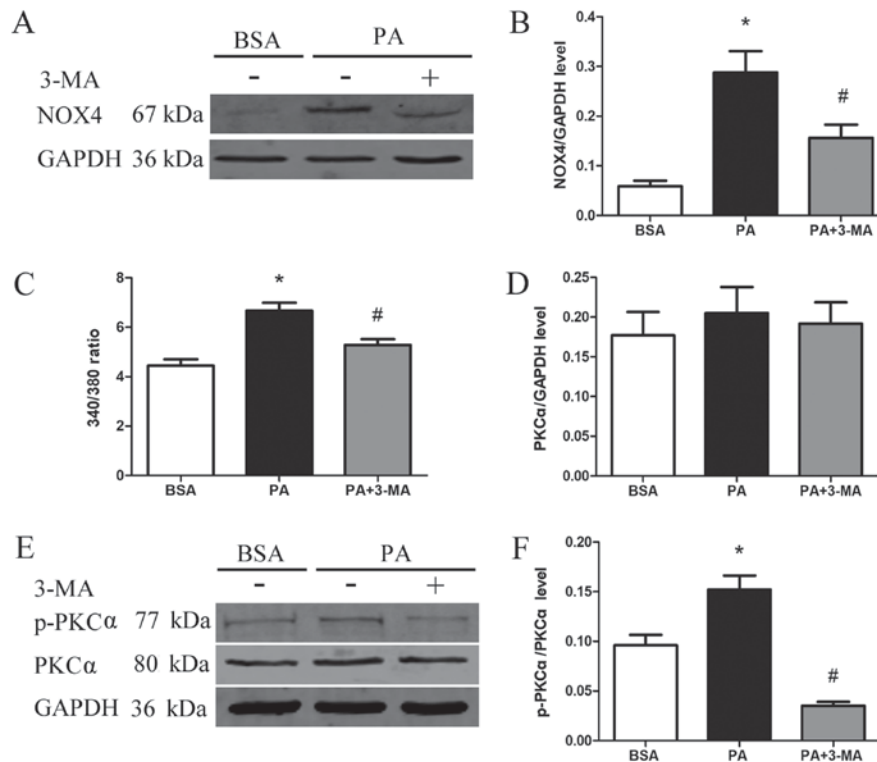 A
BSA PA
3-MA - - +
NOX4 67 kDa
GAPDH 36 kDa
B
NOX4/GAPDH level
0.4
0.3
0.2
0.1
0.0
*
#
BSA PA PA+3-MA
C
340/380 ratio
8
6
4
2
0
*
#
BSA PA PA+3-MA
D
PKCα/GAPDH level
0.25
0.20
0.15
0.10
0.05
0.00
BSA PA PA+3-MA
E
BSA PA
3-MA - - +
p-PKCα 77 kDa
PKCα 80 kDa
GAPDH 36 kDa
F
p-PKCα/PKCα level
0.20
0.15
0.10
0.05
0.00
*
#
BSA PA PA+3-MA